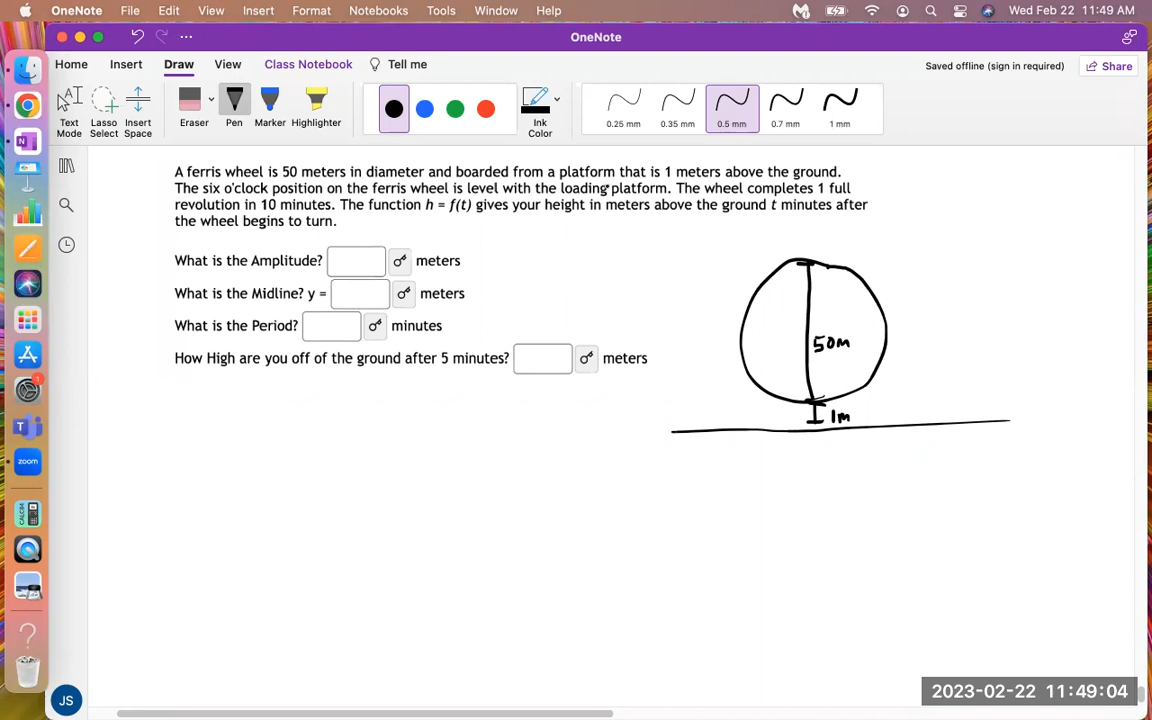 OneNote File Edit View Insert Format Notebooks Tools Window Help Wed Feb 22 11:49 AM
OneNote
Home Insert Draw View Class Notebook Tell me Saved offline (sign in required) Share
Text Mode Lasso Select Insert Space Eraser Pen Marker Highlighter Ink Color 0.25 mm 0.35 mm 0.5 mm 0.7 mm 1 mm
A ferris wheel is 50 meters in diameter and boarded from a platform that is 1 meters above the ground.
The six o'clock position on the ferris wheel is level with the loading platform. The wheel completes 1 full
revolution in 10 minutes. The function h = f(t) gives your height in meters above the ground t minutes after
the wheel begins to turn.
What is the Amplitude? meters
What is the Midline? y = meters
What is the Period? minutes
How High are you off of the ground after 5 minutes? meters
50m
1m
1
zoom
CALC84
JS
2023-02-22 11:49:04